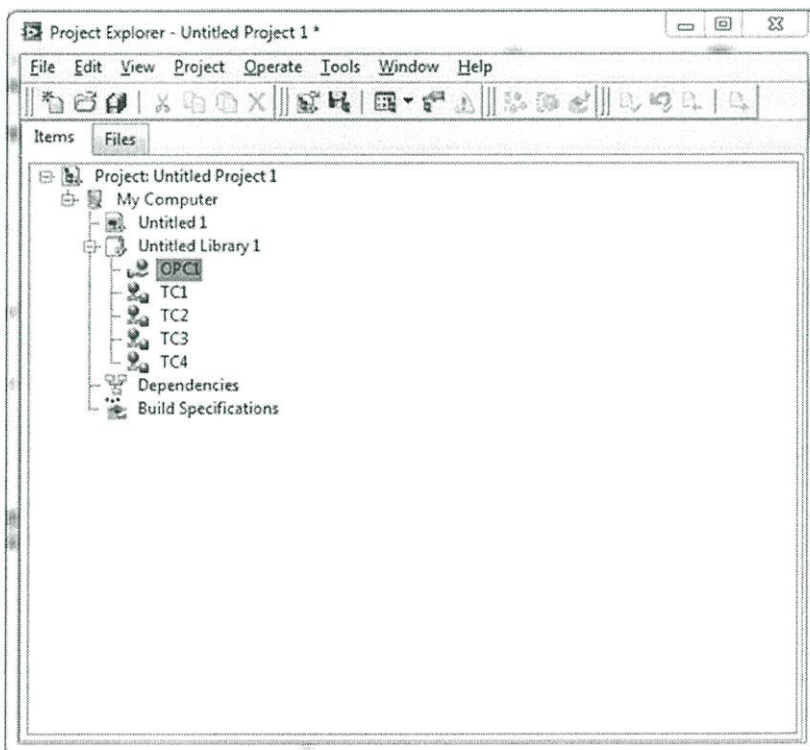 Project Explorer - Untitled Project 1 *
File Edit View Project Operate Tools Window Help
Items Files
Project: Untitled Project 1
My Computer
Untitled 1
Untitled Library 1
OPC1
TC1
TC2
TC3
TC4
Dependencies
Build Specifications